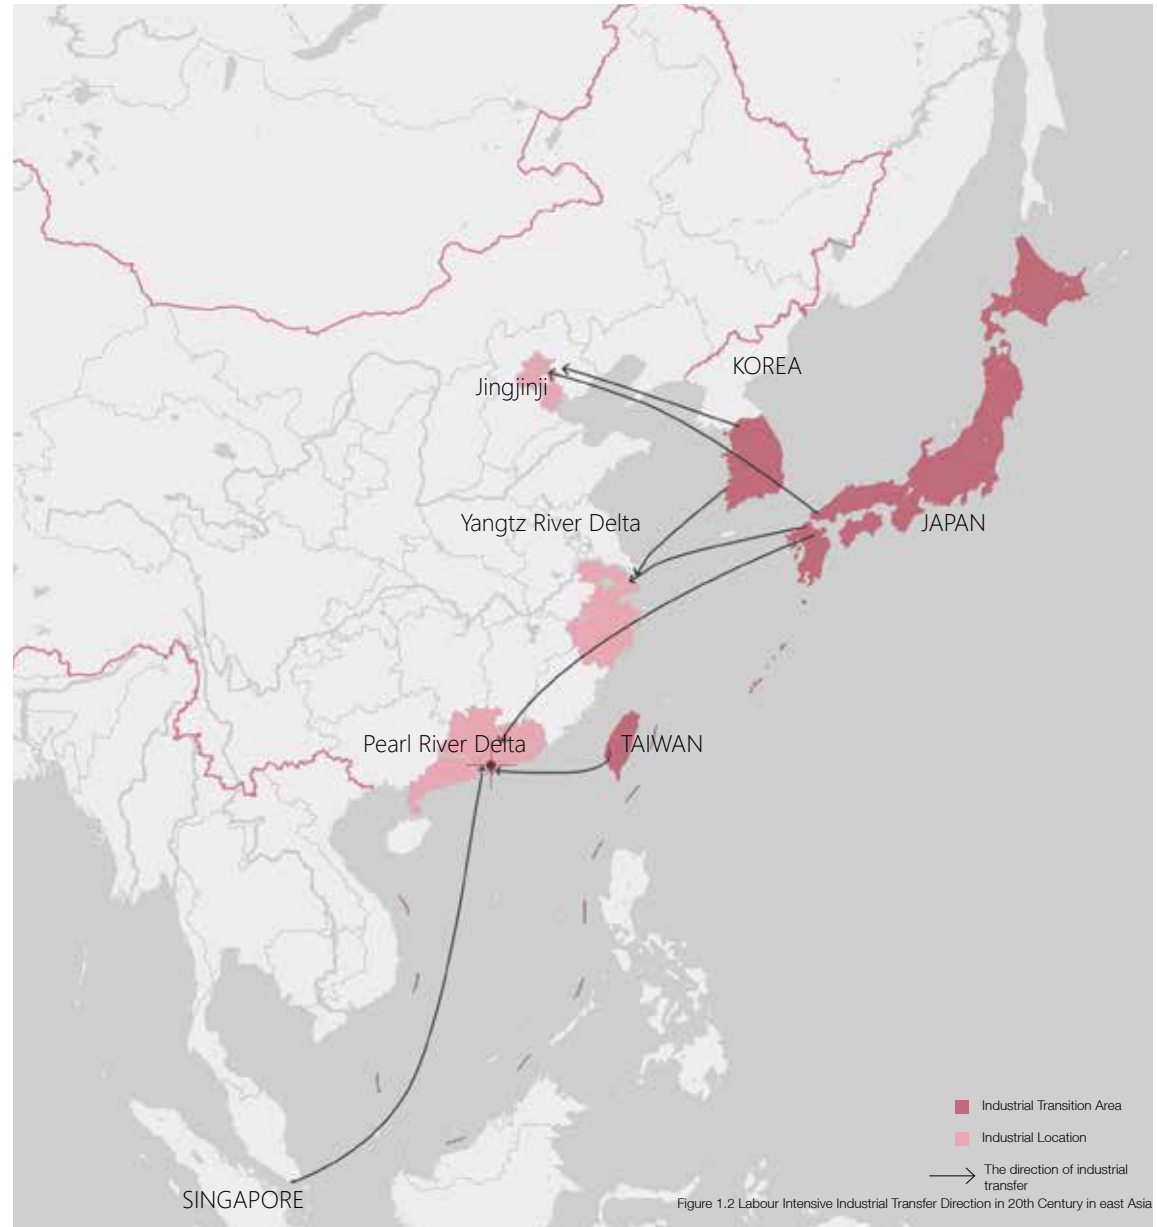 KOREA
Jingjinji
Yangtz River Delta
JAPAN
Pearl River Delta
TAIWAN
Industrial Transition Area
Industrial Location
The direction of industrial
transfer
SINGAPORE
Figure 1.2 Labour Intensive Industrial Transfer Direction in 20th Century in east Asia